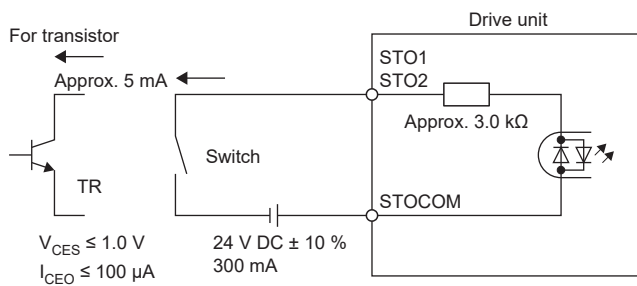 Drive unit
For transistor
Approx. 5 mA
STO1
STO2
Approx. 3.0 kΩ
Switch
TR
STOCOM
V_CES ≤ 1.0 V
I_CEO ≤ 100 μA
24 V DC ± 10 %
300 mA